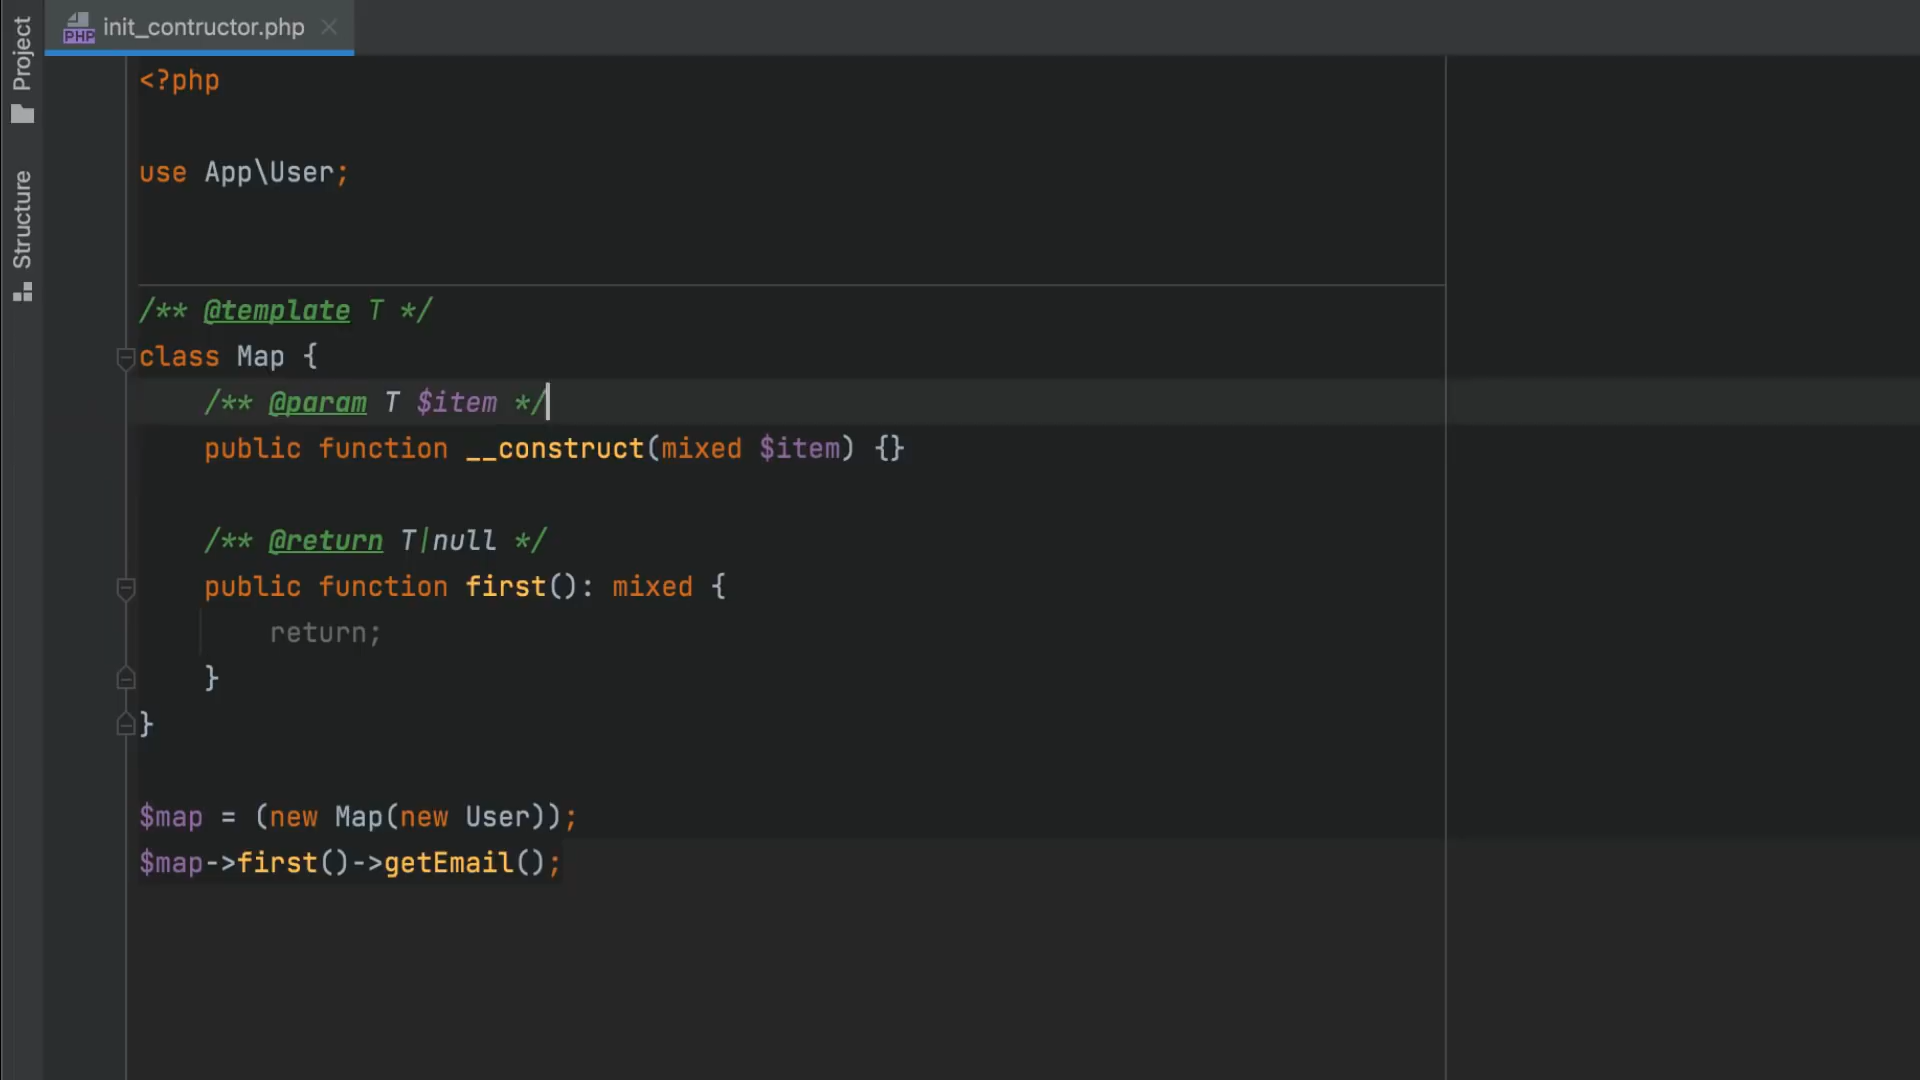 Project
Structure
init_contructor.php
<?php
use App\User;
/** @template T */
class Map {
/** @param T $item */
public function __construct(mixed $item) {}
/** @return T|null */
public function first(): mixed {
return;
}
}
$map = (new Map(new User));
$map->first()->getEmail();